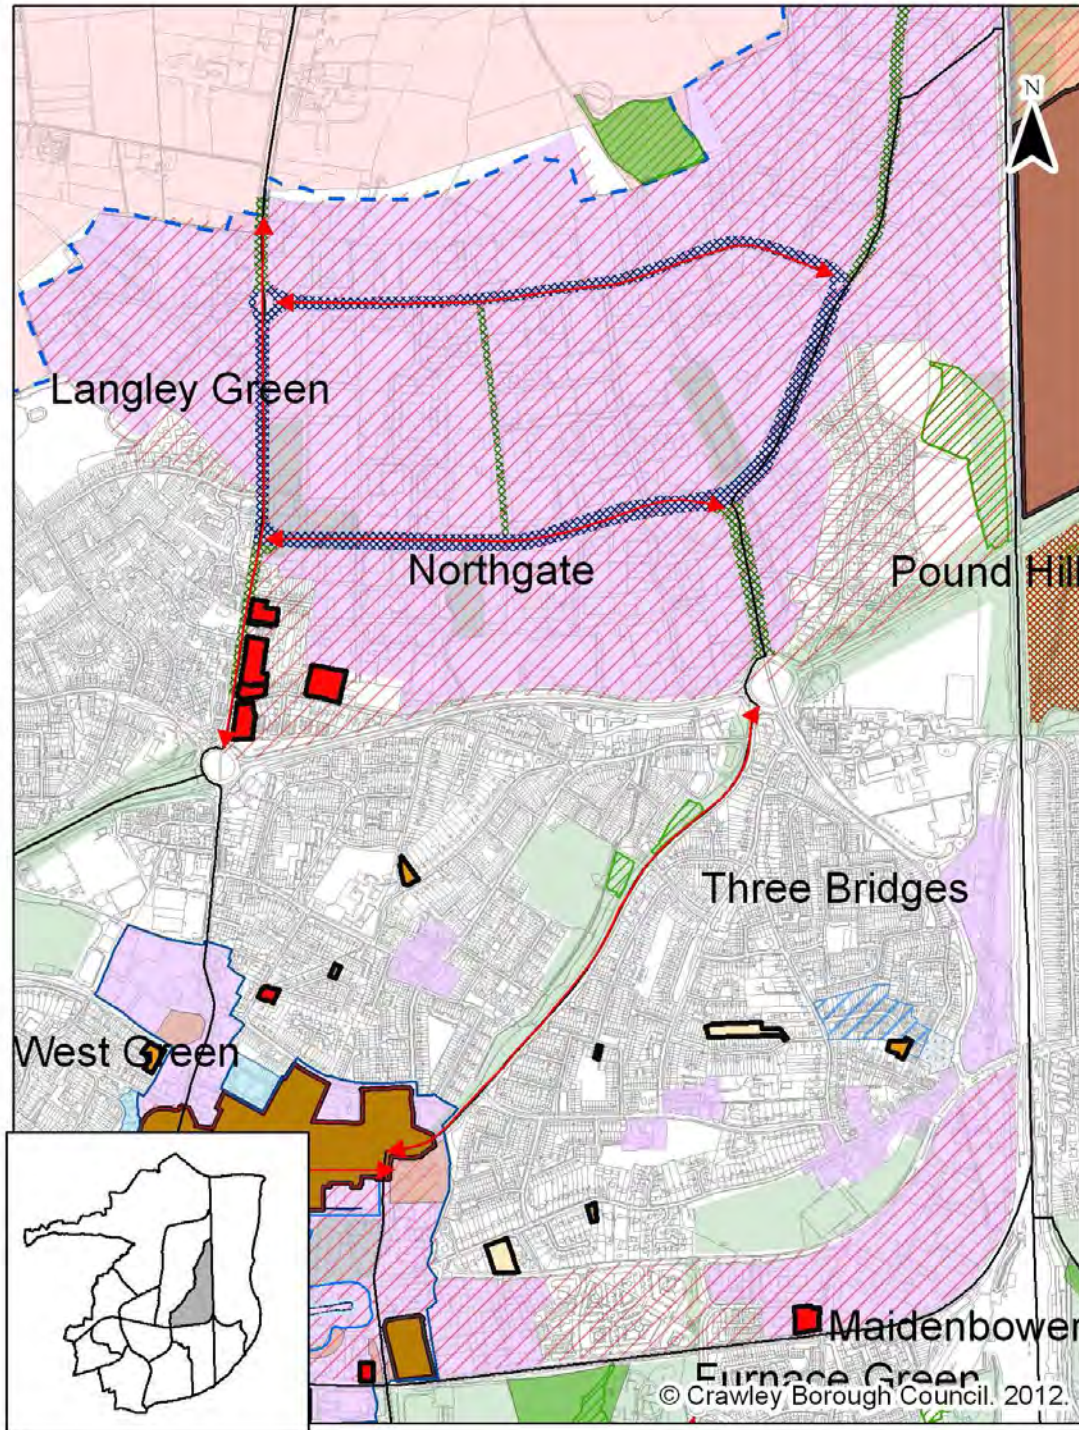 N
Langley Green
Northgate
Pound Hill
Three Bridges
West Green
Maidenbower
Furnace Green
© Crawley Borough Council. 2012.